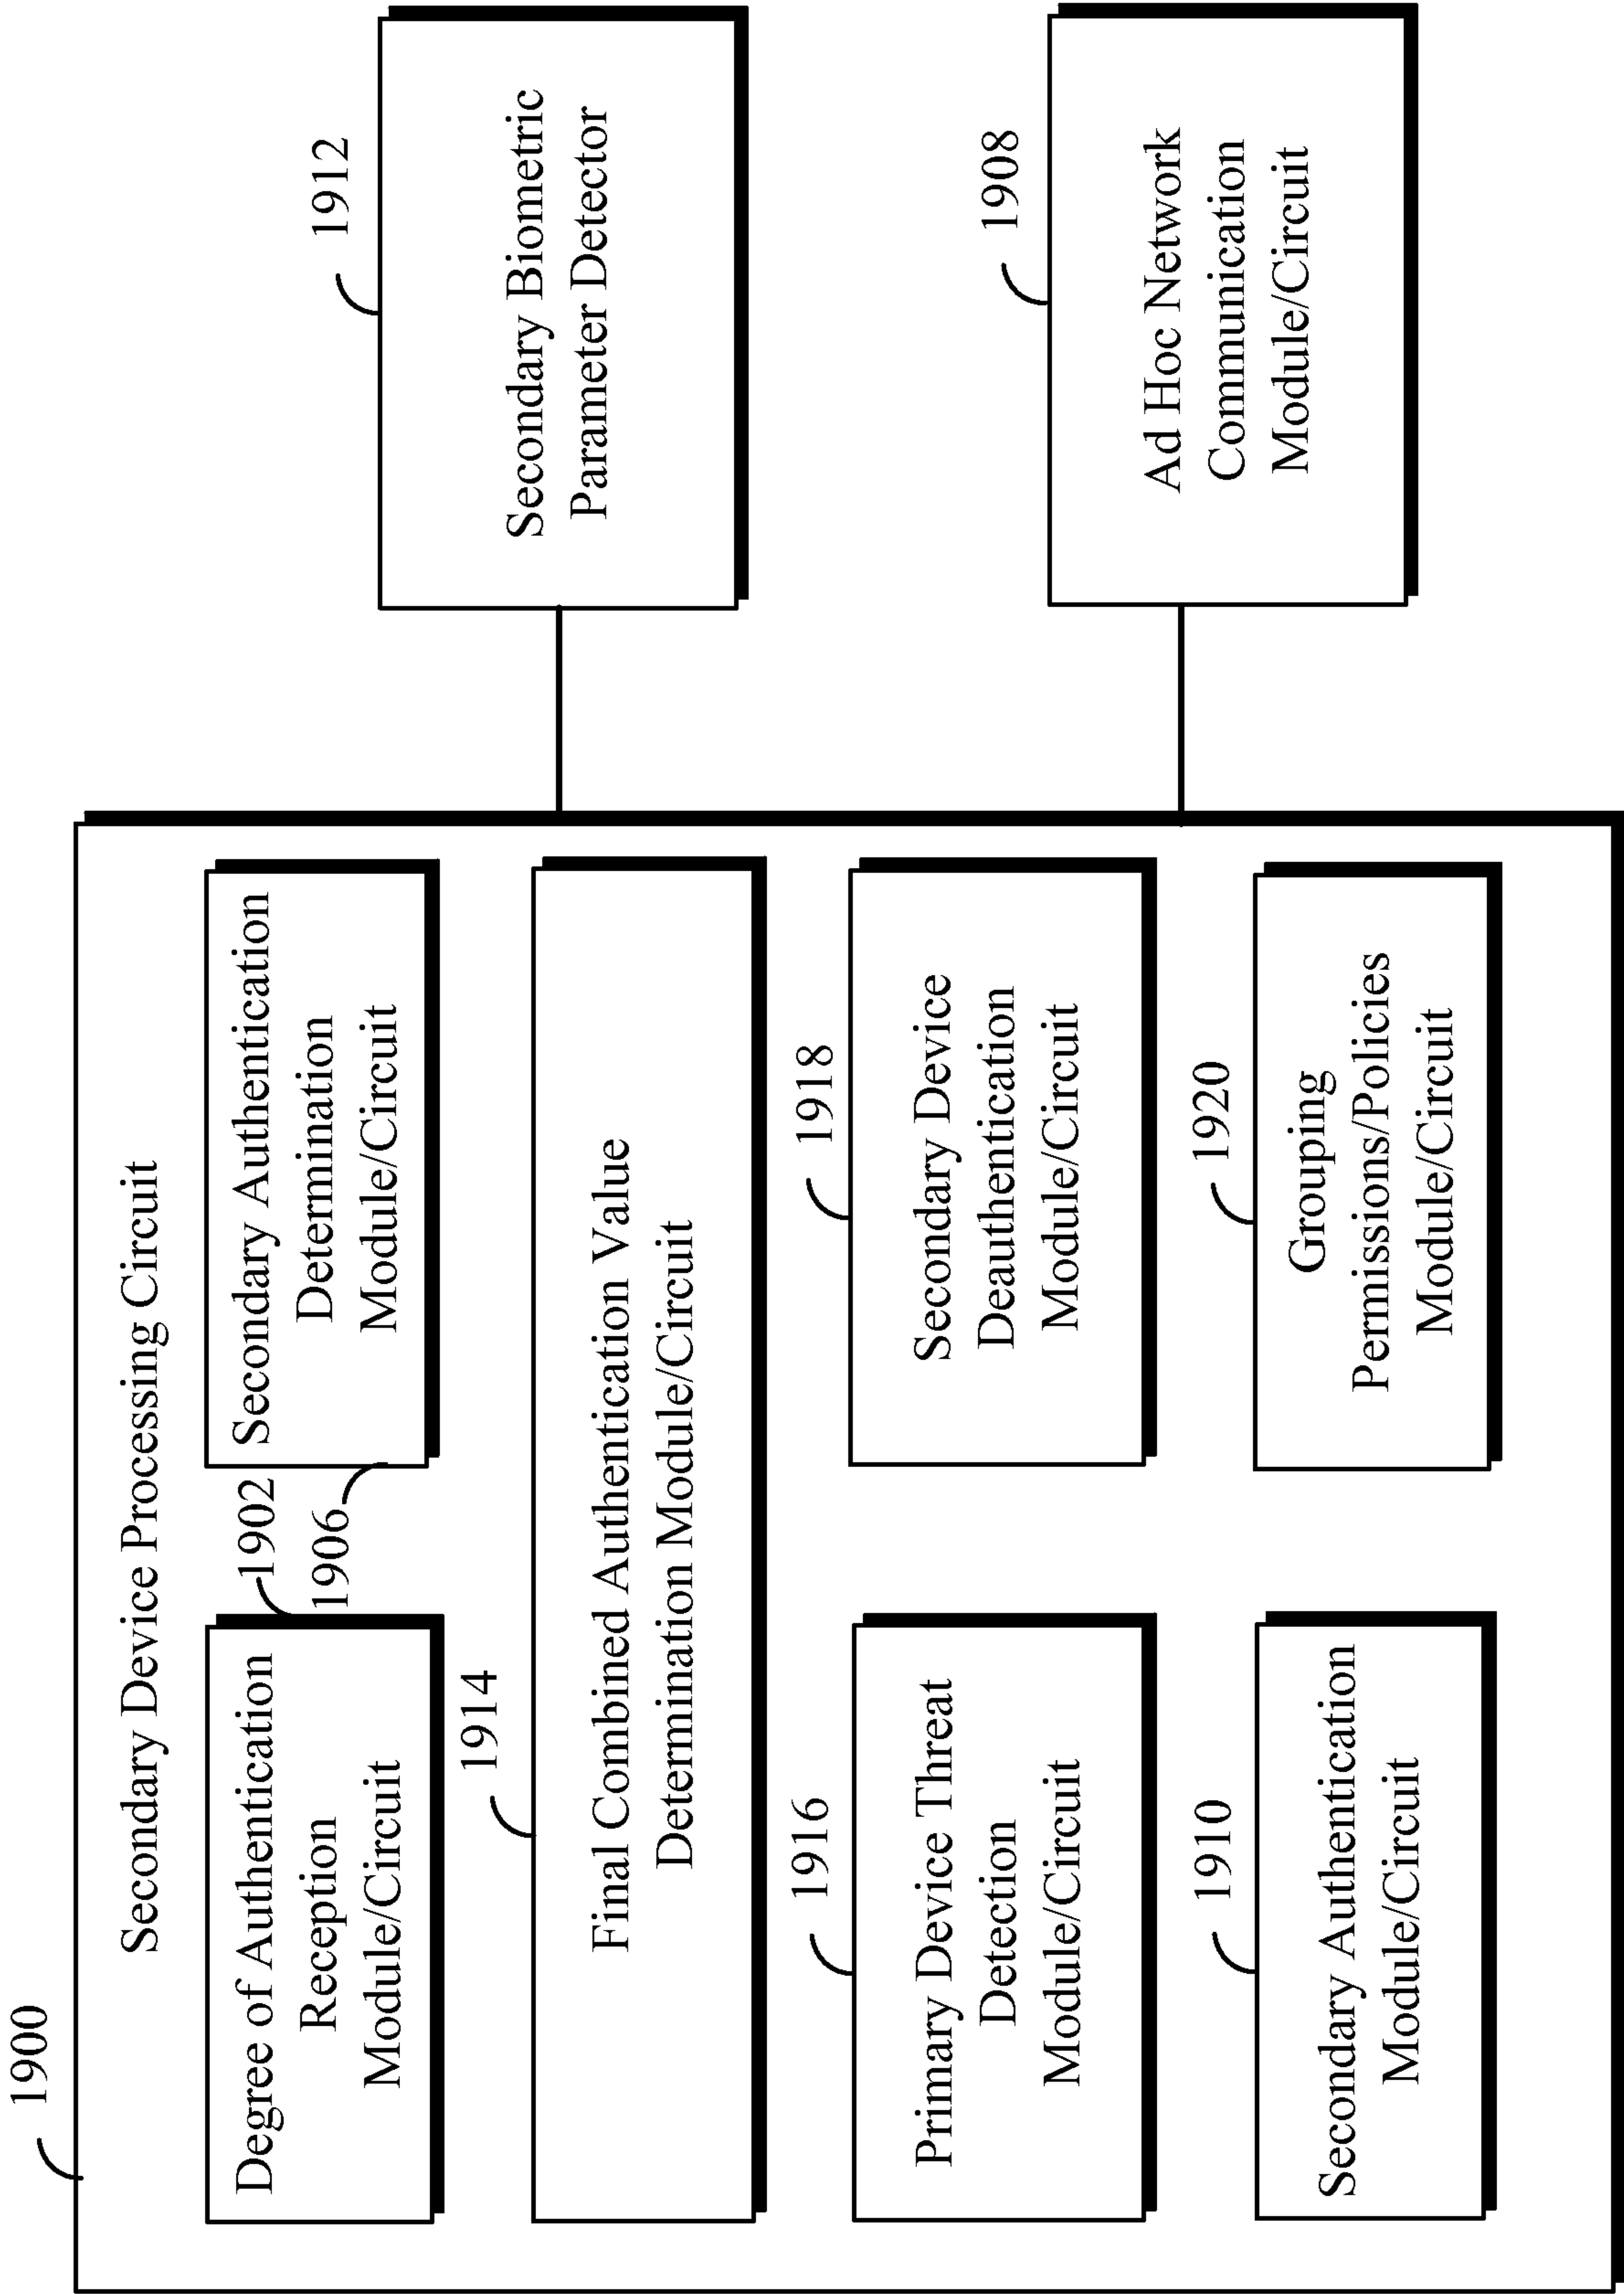 1900
Secondary Device Processing Circuit
Degree of Authentication
Reception
Module/Circuit
1902
1906
Secondary Authentication
Determination
Module/Circuit
1914
Final Combined Authentication Value
Determination Module/Circuit
1916
Primary Device Threat
Detection
Module/Circuit
1918
Secondary Device
Deauthentication
Module/Circuit
1910
Secondary Authentication
Module/Circuit
1920
Grouping
Permissions/Policies
Module/Circuit
1912
Secondary Biometric
Parameter Detector
1908
Ad Hoc Network
Communication
Module/Circuit